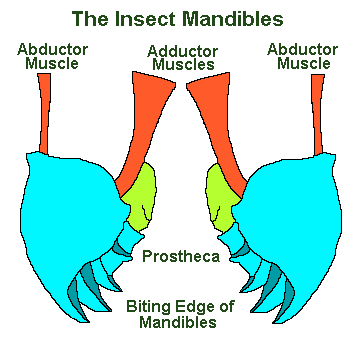 The Insect Mandibles
Abductor
Muscle
Adductor
Muscles
Abductor
Muscle
Prostheca
Biting Edge of
Mandibles